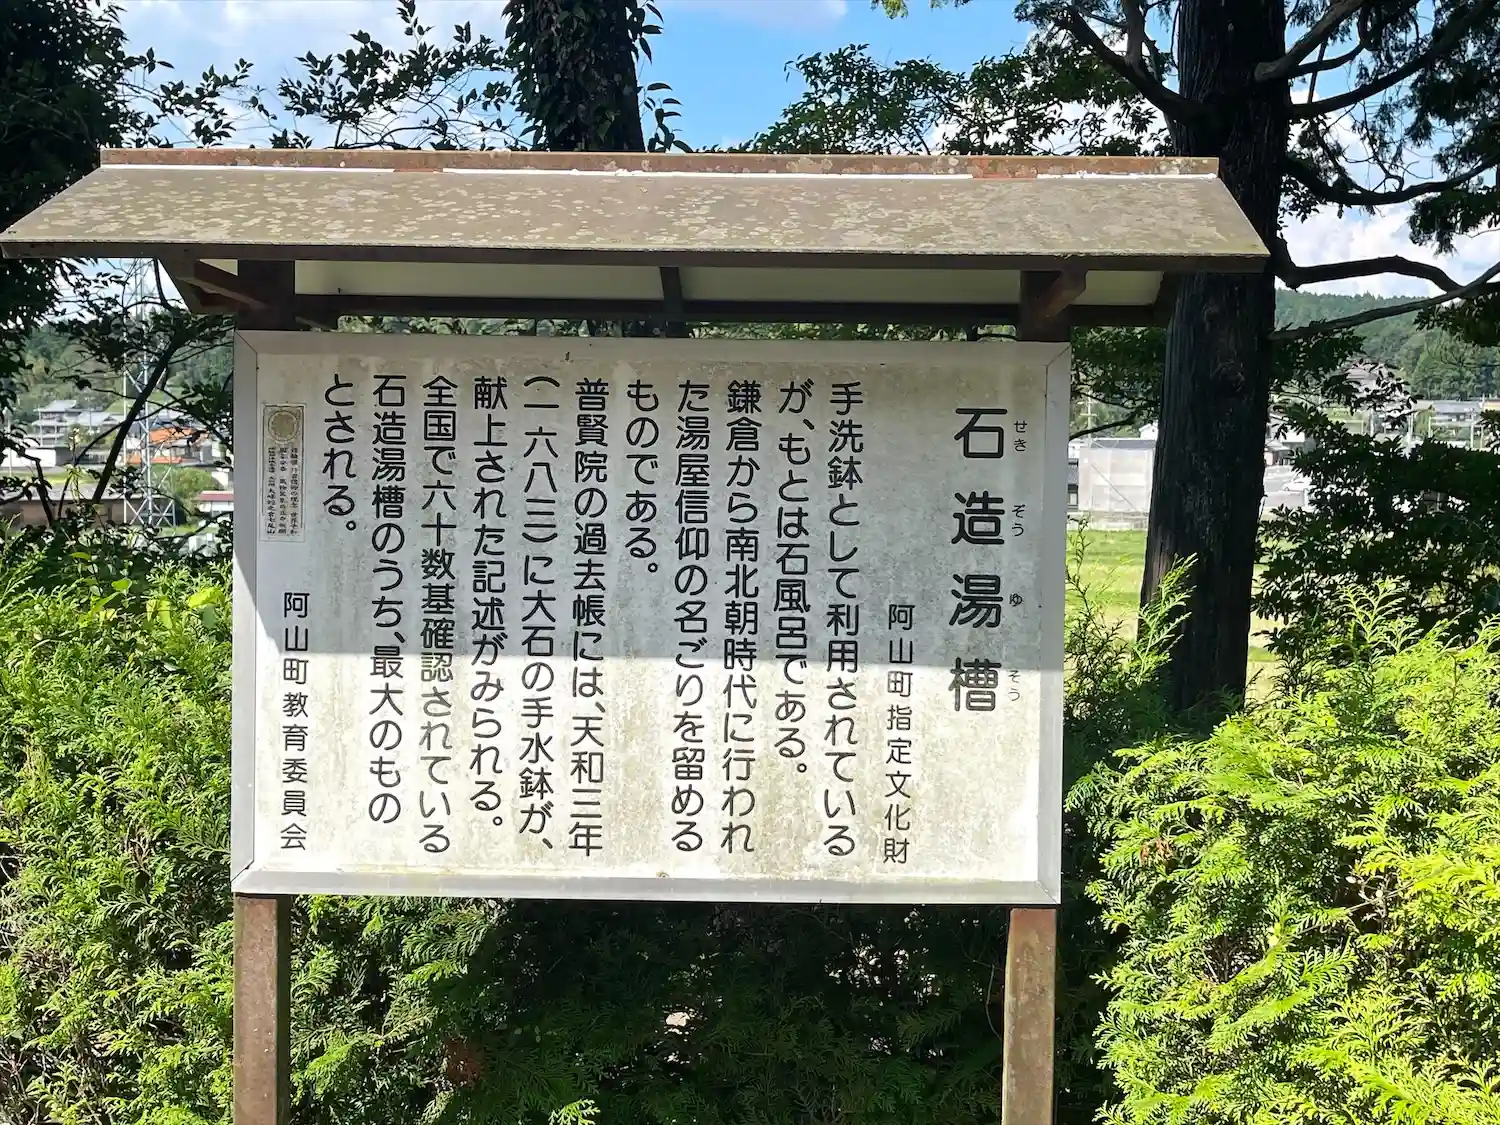 石造湯槽
せきぞうゆそう
阿山町指定文化財
手洗鉢として利用されている
が、もとは石風呂である。
鎌倉から南北朝時代に行われ
た湯屋信仰の名ごりを留める
ものである。
普賢院の過去帳には、天和三年
(一六八三)に大石の手水鉢が、
献上された記述がみられる。
全国で六十数基確認されている
石造湯槽のうち、最大のもの
とされる。
阿山町教育委員会